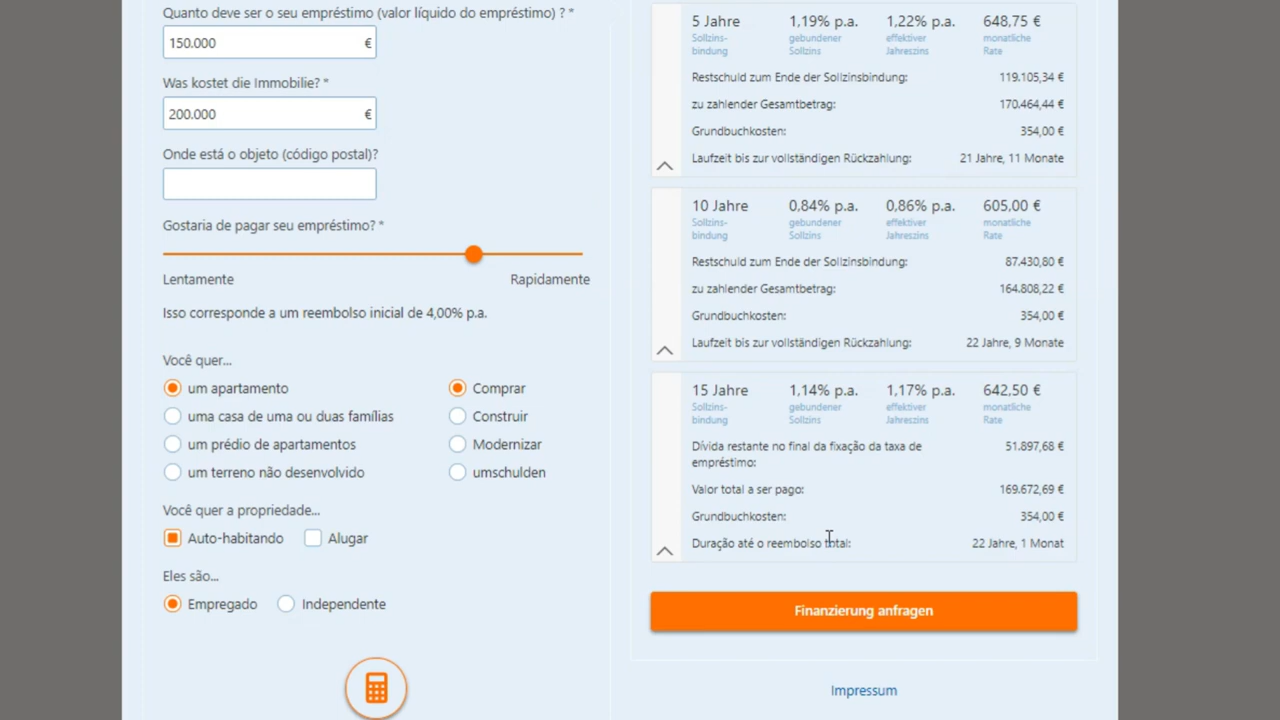 Quanto deve ser o seu empréstimo (valor líquido do empréstimo) ? *
150.000 €
Was kostet die Immobilie? *
200.000 €
Onde está o objeto (código postal)?
Gostaria de pagar seu empréstimo? *
Lentamente Rapidamente
Isso corresponde a um reembolso inicial de 4,00% p.a.
Você quer...
um apartamento Comprar
uma casa de uma ou duas famílias Construir
um prédio de apartamentos Modernizar
um terreno não desenvolvido umschulden
Você quer a propriedade...
Auto-habitando Alugar
Eles são...
Empregado Independente
5 Jahre 1,19% p.a. 1,22% p.a. 648,75 €
Sollzins- gebundener effektiver monatliche
bindung Sollzins Jahreszins Rate
Restschuld zum Ende der Sollzinsbindung: 119.105,34 €
zu zahlender Gesamtbetrag: 170.464,44 €
Grundbuchkosten: 354,00 €
Laufzeit bis zur vollständigen Rückzahlung: 21 Jahre, 11 Monate
10 Jahre 0,84% p.a. 0,86% p.a. 605,00 €
Sollzins- gebundener effektiver monatliche
bindung Sollzins Jahreszins Rate
Restschuld zum Ende der Sollzinsbindung: 87.430,80 €
zu zahlender Gesamtbetrag: 164.808,22 €
Grundbuchkosten: 354,00 €
Laufzeit bis zur vollständigen Rückzahlung: 22 Jahre, 9 Monate
15 Jahre 1,14% p.a. 1,17% p.a. 642,50 €
Sollzins- gebundener effektiver monatliche
bindung Sollzins Jahreszins Rate
Dívida restante no final da fixação da taxa de 51.897,68 €
empréstimo:
Valor total a ser pago: 169.672,69 €
Grundbuchkosten: 354,00 €
Duração até o reembolso total: 22 Jahre, 1 Monat
Finanzierung anfragen
Impressum